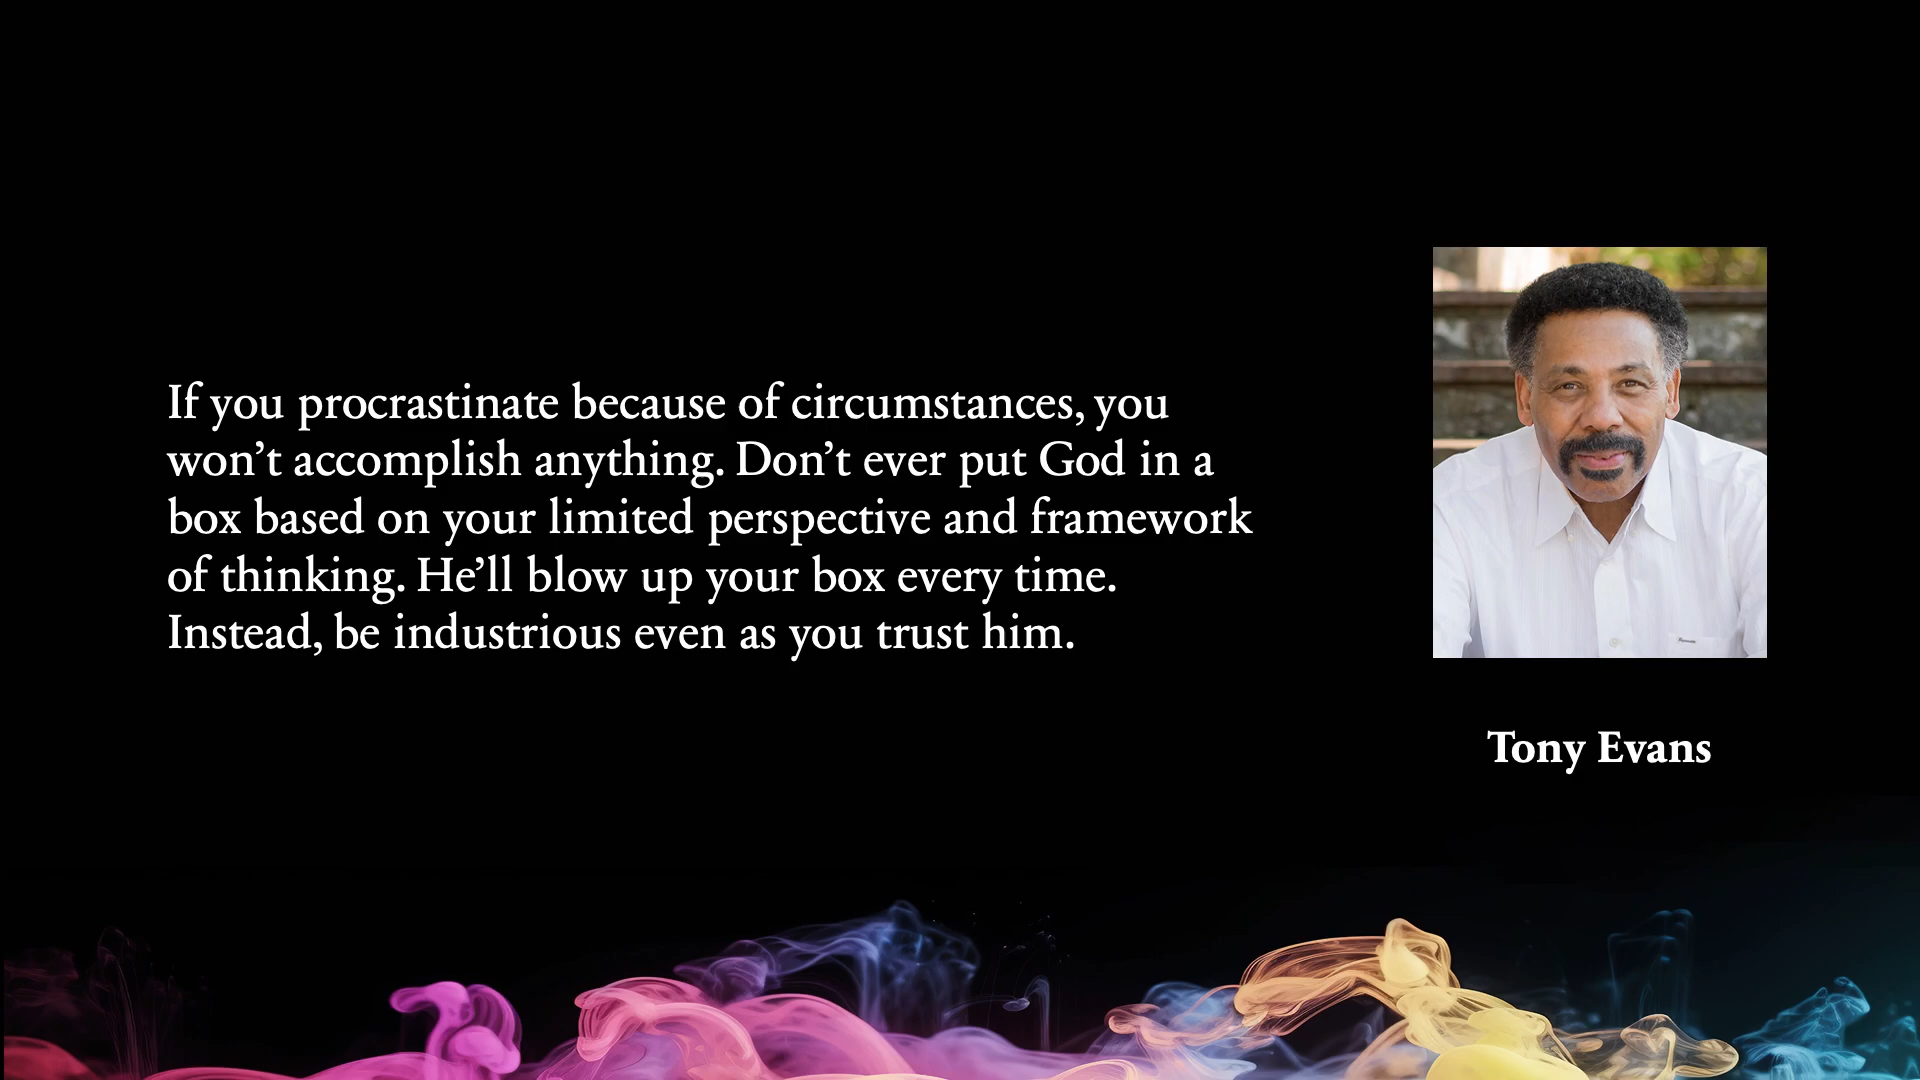 If you procrastinate because of circumstances, you
won’t accomplish anything. Don’t ever put God in a
box based on your limited perspective and framework
of thinking. He’ll blow up your box every time.
Instead, be industrious even as you trust him.
Tony Evans